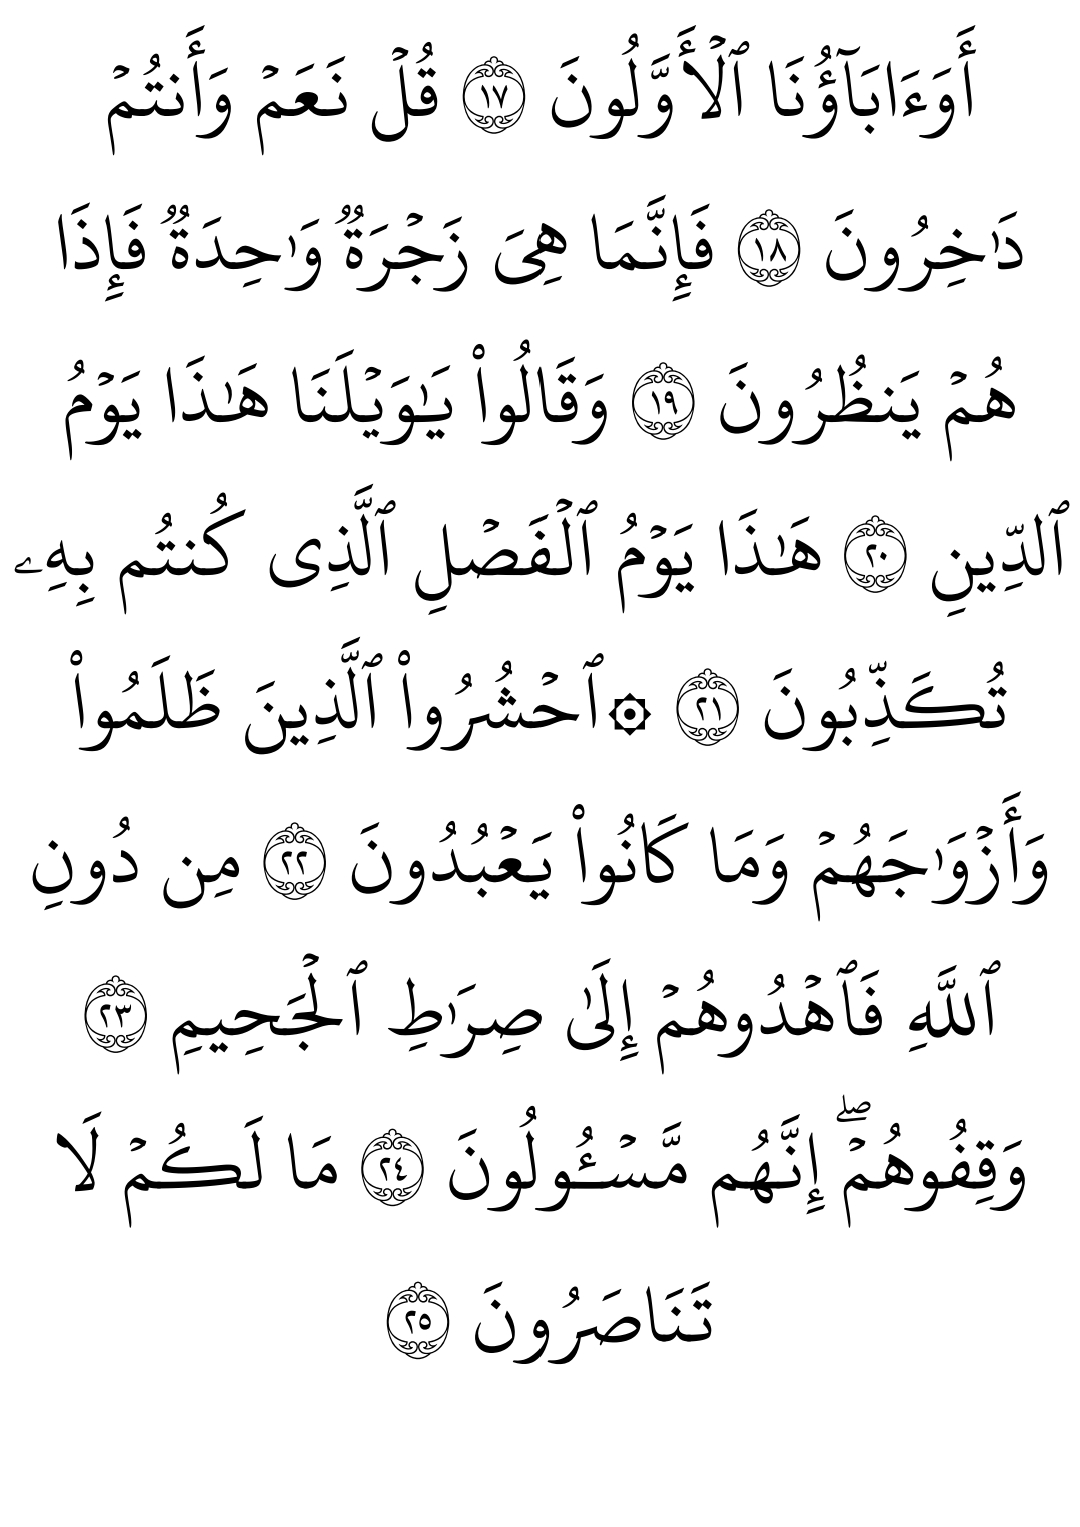 أَوَءَابَآؤُنَا ٱلْأَوَّلُونَ ١٧ قُلْ نَعَمْ وَأَنتُمْ
دَٰخِرُونَ ١٨ فَإِنَّمَا هِىَ زَجْرَةٌ وَٰحِدَةٌ فَإِذَا
هُمْ يَنظُرُونَ ١٩ وَقَالُوا۟ يَٰوَيْلَنَا هَٰذَا يَوْمُ
ٱلدِّينِ ٢٠ هَٰذَا يَوْمُ ٱلْفَصْلِ ٱلَّذِى كُنتُم بِهِۦ
تُكَذِّبُونَ ٢١ ۞ ٱحْشُرُوا۟ ٱلَّذِينَ ظَلَمُوا۟
وَأَزْوَٰجَهُمْ وَمَا كَانُوا۟ يَعْبُدُونَ ٢٢ مِن دُونِ
ٱللَّهِ فَٱهْدُوهُمْ إِلَىٰ صِرَٰطِ ٱلْجَحِيمِ ٢٣
وَقِفُوهُمْ ۖ إِنَّهُم مَّسْـُٔولُونَ ٢٤ مَا لَكُمْ لَا
تَنَاصَرُونَ ٢٥